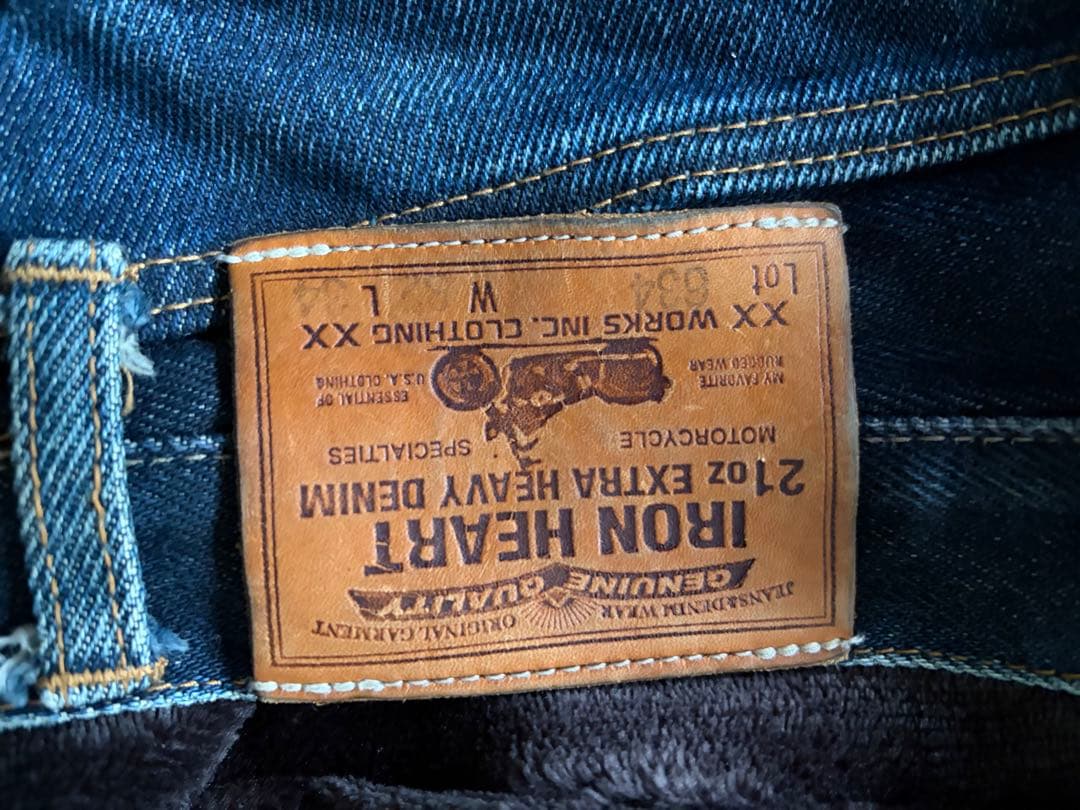 JEANS&DENIM WEAR ORIGINAL GARMENT
GENUINE QUALITY
IRON HEART
21oz EXTRA HEAVY DENIM
MOTORCYCLE SPECIALTIES
MY FAVORITE
RUGGED WEAR
ESSENTIAL OF
U.S.A. CLOTHING
XX WORKS INC. CLOTHING XX
Lot 634 W L 34